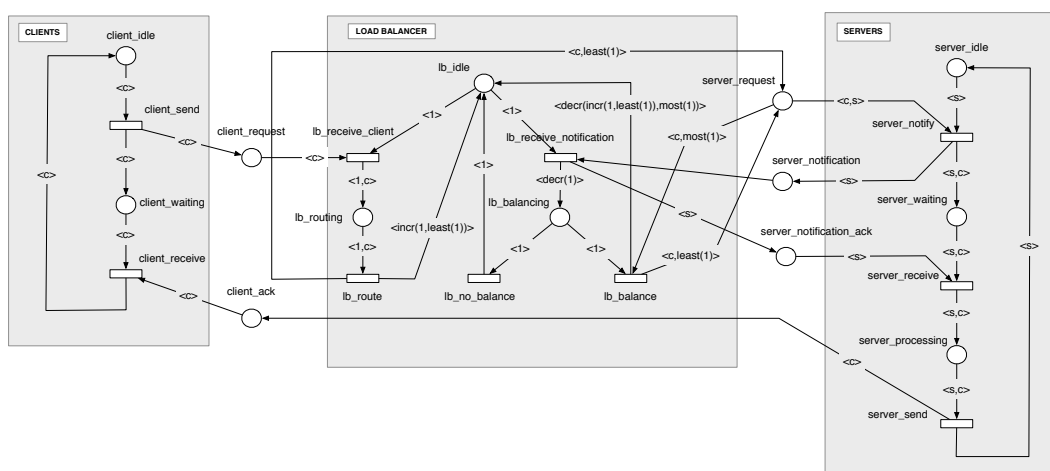 CLIENTS
LOAD BALANCER
SERVERS
client_idle
<c,least(1)>
server_idle
lb_idle
server_request
<c>
<s>
<decr(incr(1,least(1)),most(1))>
<c,s>
client_send
<1>
<1>
server_notify
client_request
lb_receive_client
lb_receive_notification
<c,most(1)>
<c>
<c>
<1>
server_notification
<c>
<c>
<1,c>
<decr(1)>
<s>
<s,c>
client_waiting
lb_routing
lb_balancing
<s>
server_waiting
<incr(1,least(1))>
server_notification_ack
<c>
<1,c>
<1>
<1>
<s>
<c,least(1)>
<s>
<s,c>
client_receive
server_receive
<c>
client_ack
lb_route
lb_no_balance
lb_balance
<s,c>
server_processing
<c>
<s,c>
server_send